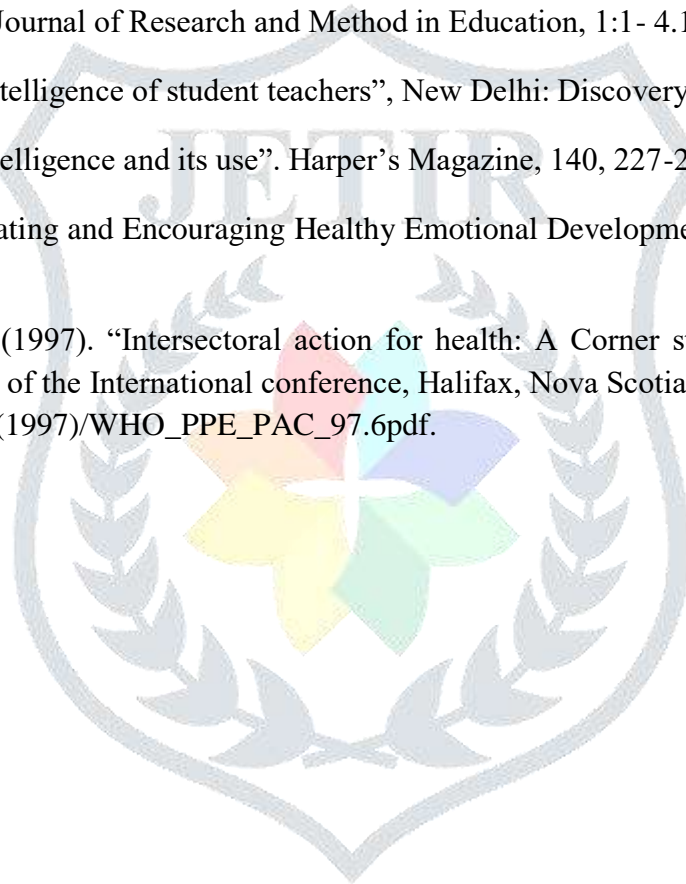 Journal of Research and Method in Education, 1:1- 4.1
telligence of student teachers”, New Delhi: Discovery
JETIR
elligence and its use”. Harper’s Magazine, 140, 227-2
ating and Encouraging Healthy Emotional Developme
(1997). “Intersectoral action for health: A Corner s
of the International conference, Halifax, Nova Scotia
(1997)/WHO_PPE_PAC_97.6pdf.